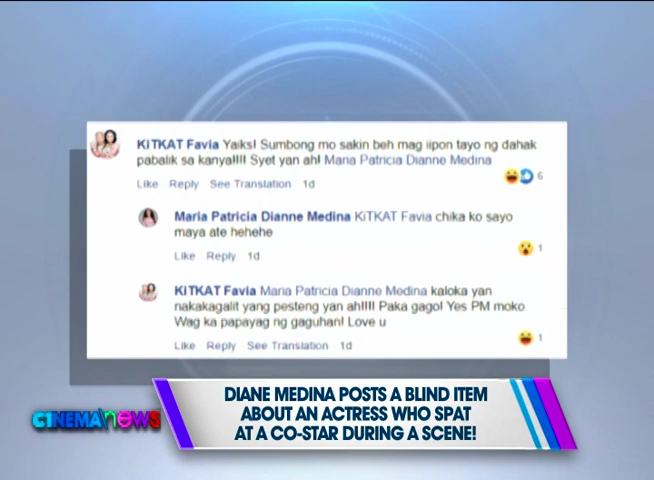 KiTKAT Favia Yaiks! Sumbong mo sakin beh mag iipon tayo ng dahak
pabalik sa kanya!!!! Syet yan ah! Maria Patricia Dianne Medina
Like Reply See Translation 1d
6
Maria Patricia Dianne Medina KiTKAT Favia chika ko sayo
maya ate hehehe
Like Reply 1d
1
KiTKAT Favia Maria Patricia Dianne Medina kaloka yan
nakakagalit yang pesteng yan ah!!!! Paka gago! Yes PM moko
Wag ka papayag ng gaguhan! Love u
Like Reply See Translation 1d
1
DIANE MEDINA POSTS A BLIND ITEM
ABOUT AN ACTRESS WHO SPAT
AT A CO-STAR DURING A SCENE!
CINEMA news